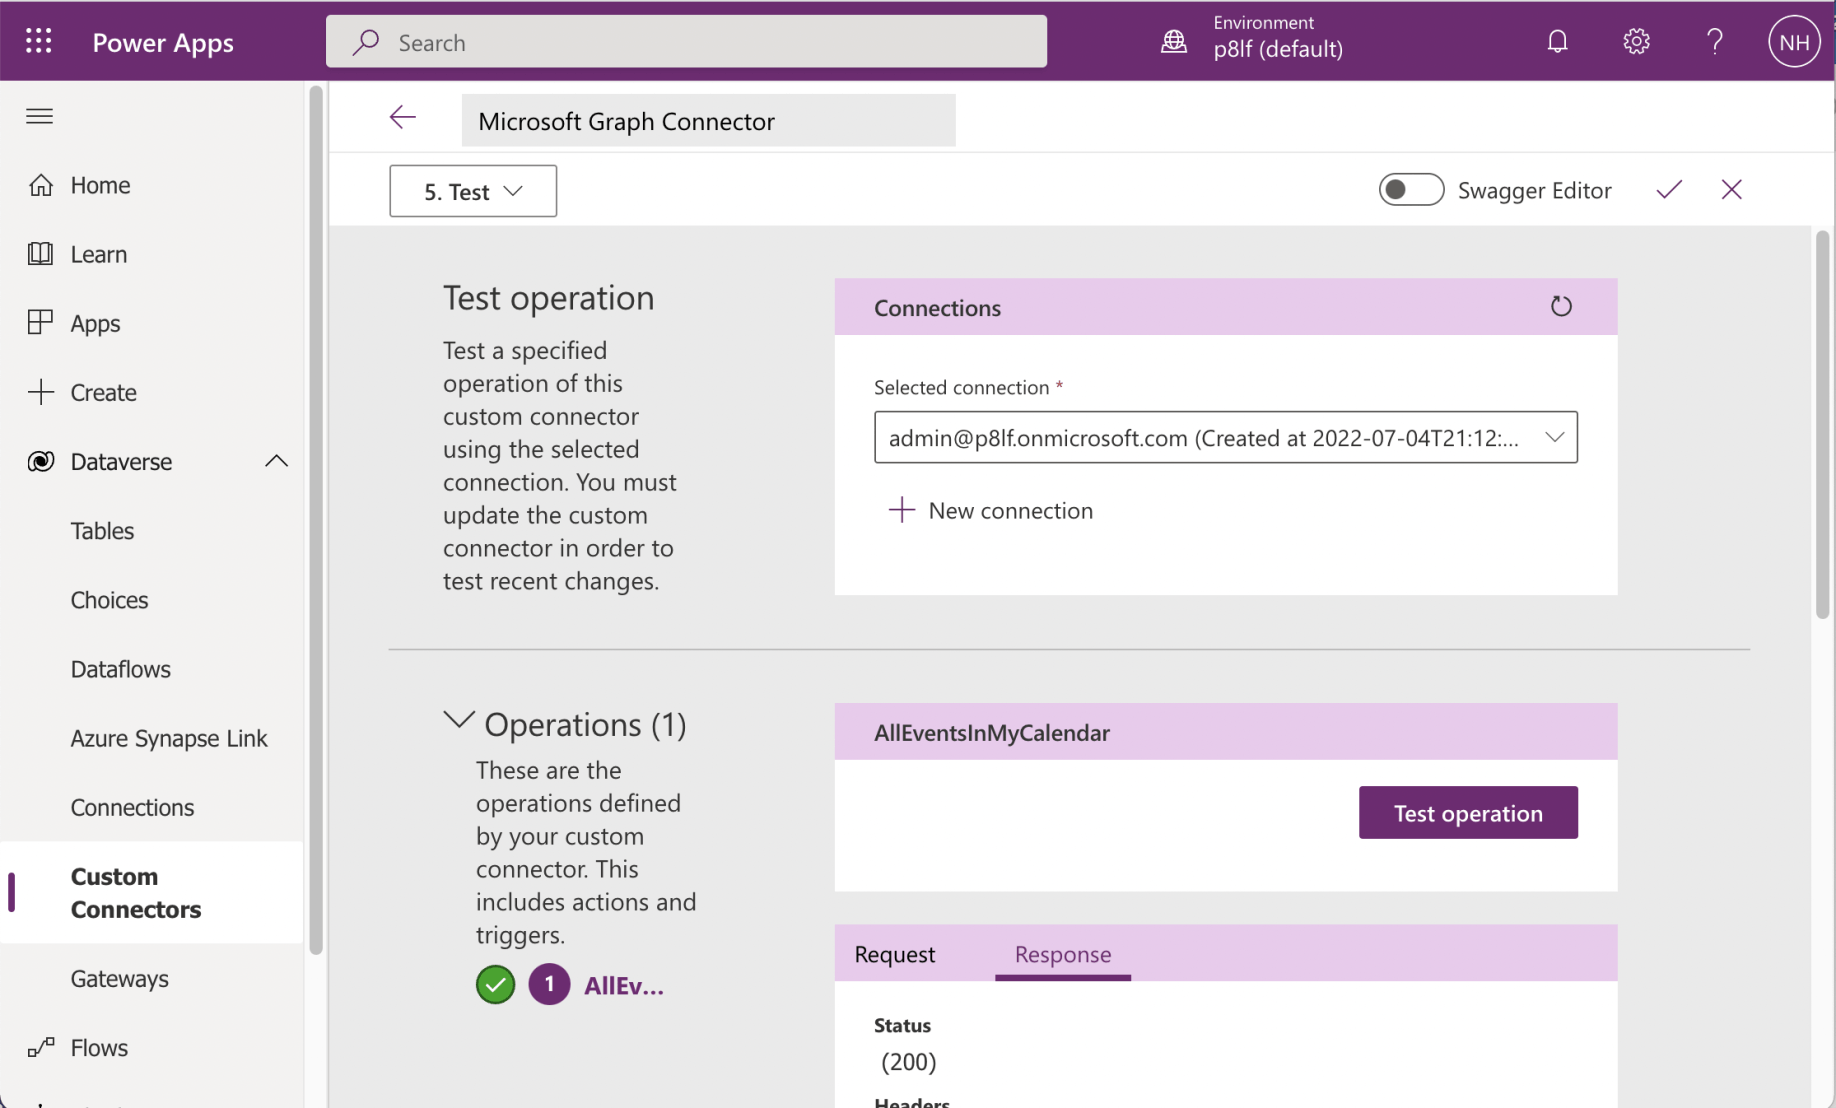 Power Apps
Search
Environment
p8lf (default)
?
NH
Microsoft Graph Connector
5. Test
Swagger Editor
Home
Learn
Apps
Create
Dataverse
Tables
Choices
Dataflows
Azure Synapse Link
Connections
Custom
Connectors
Gateways
Flows
Test operation
Test a specified
operation of this
custom connector
using the selected
connection. You must
update the custom
connector in order to
test recent changes.
Connections
Selected connection *
admin@p8lf.onmicrosoft.com (Created at 2022-07-04T21:12:...
New connection
Operations (1)
These are the
operations defined
by your custom
connector. This
includes actions and
triggers.
1 AllEv...
AllEventsInMyCalendar
Test operation
Request Response
Status
(200)
Headers